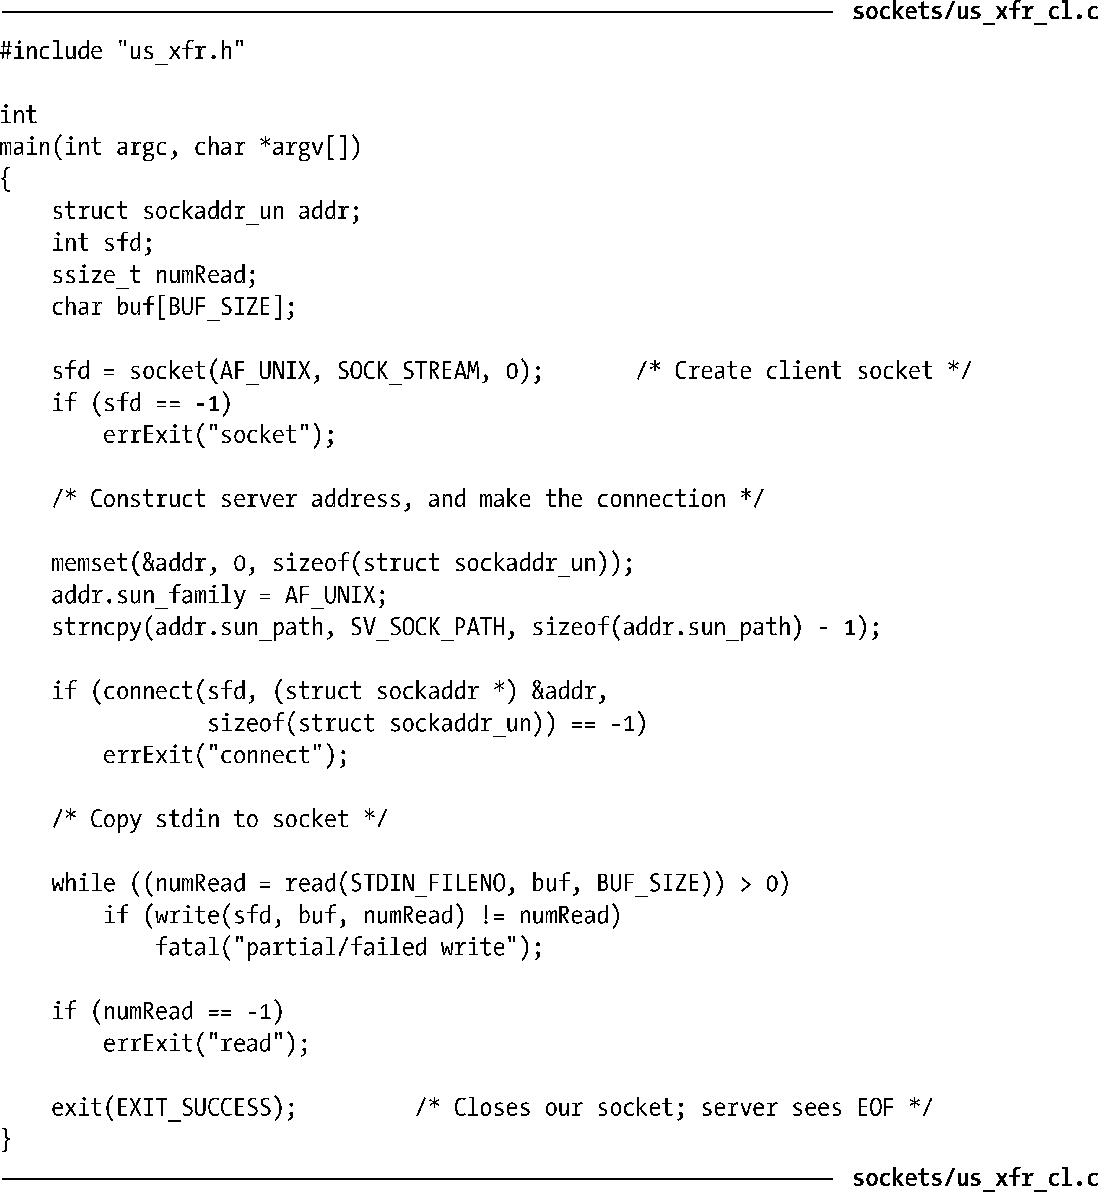 sockets/us_xfr_cl.c
#include "us_xfr.h"
int
main(int argc, char *argv[])
{
    struct sockaddr_un addr;
    int sfd;
    ssize_t numRead;
    char buf[BUF_SIZE];
    sfd = socket(AF_UNIX, SOCK_STREAM, 0);       /* Create client socket */
    if (sfd == -1)
        errExit("socket");
    /* Construct server address, and make the connection */
    memset(&addr, 0, sizeof(struct sockaddr_un));
    addr.sun_family = AF_UNIX;
    strncpy(addr.sun_path, SV_SOCK_PATH, sizeof(addr.sun_path) - 1);
    if (connect(sfd, (struct sockaddr *) &addr,
                sizeof(struct sockaddr_un)) == -1)
        errExit("connect");
    /* Copy stdin to socket */
    while ((numRead = read(STDIN_FILENO, buf, BUF_SIZE)) > 0)
        if (write(sfd, buf, numRead) != numRead)
            fatal("partial/failed write");
    if (numRead == -1)
        errExit("read");
    exit(EXIT_SUCCESS);         /* Closes our socket; server sees EOF */
}
sockets/us_xfr_cl.c